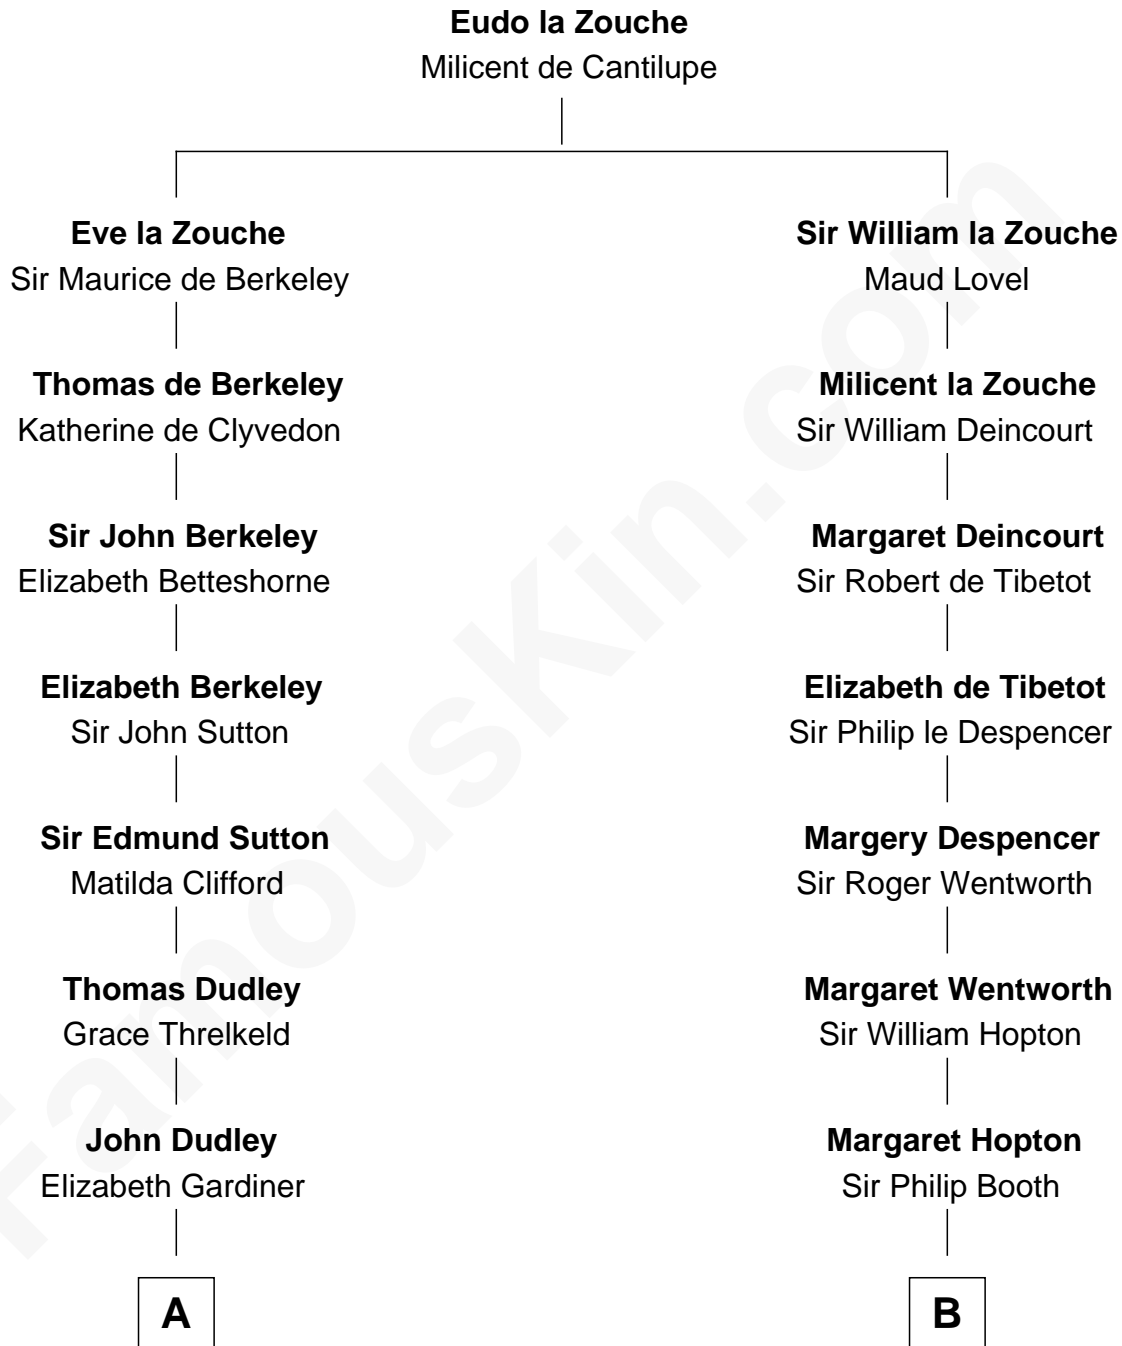 Eudo la Zouche
Milicent de Cantilupe
Eve la Zouche
Sir Maurice de Berkeley
Sir William la Zouche
Maud Lovel
Thomas de Berkeley
Katherine de Clyvedon
Milicent la Zouche
Sir William Deincourt
Sir John Berkeley
Elizabeth Betteshorne
Margaret Deincourt
Sir Robert de Tibetot
Elizabeth Berkeley
Sir John Sutton
Elizabeth de Tibetot
Sir Philip le Despencer
Sir Edmund Sutton
Matilda Clifford
Margery Despencer
Sir Roger Wentworth
Thomas Dudley
Grace Threlkeld
Margaret Wentworth
Sir William Hopton
John Dudley
Elizabeth Gardiner
Margaret Hopton
Sir Philip Booth
A
B
FamousKin.com